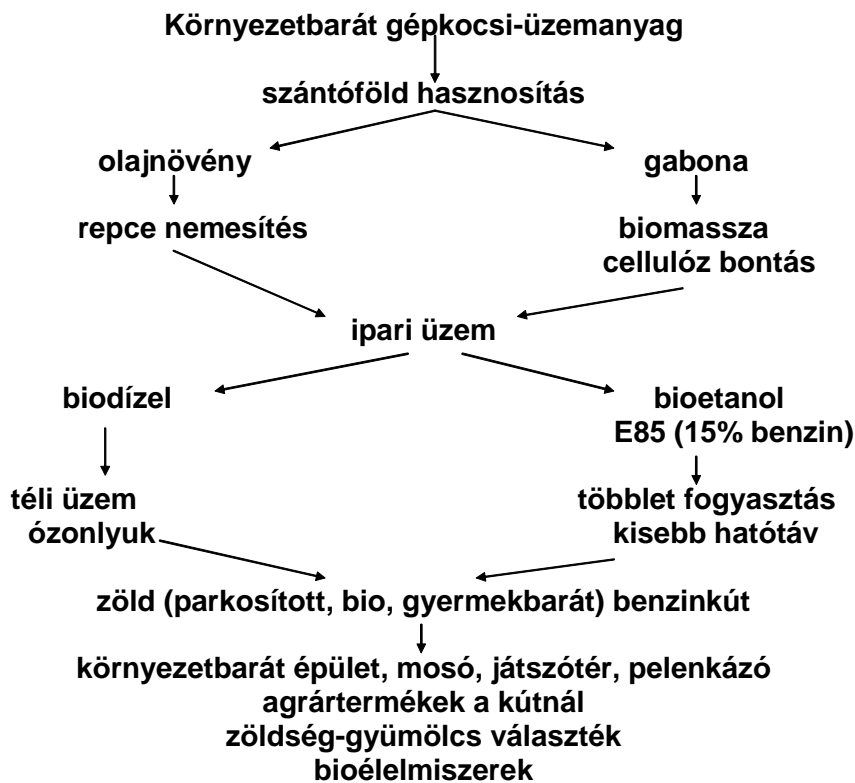 Környezetbarát gépkocsi-üzemanyag
szántóföld hasznosítás
olajnövény
gabona
repce nemesítés
biomassza
cellulóz bontás
ipari üzem
biodízel
bioetanol
E85 (15% benzin)
téli üzem
ózonlyuk
többlet fogyasztás
kisebb hatótáv
zöld (parkosított, bio, gyermekbarát) benzinkút
környezetbarát épület, mosó, játszótér, pelenkázó
agrártermékek a kútnál
zöldség-gyümölcs választék
bioélelmiszerek